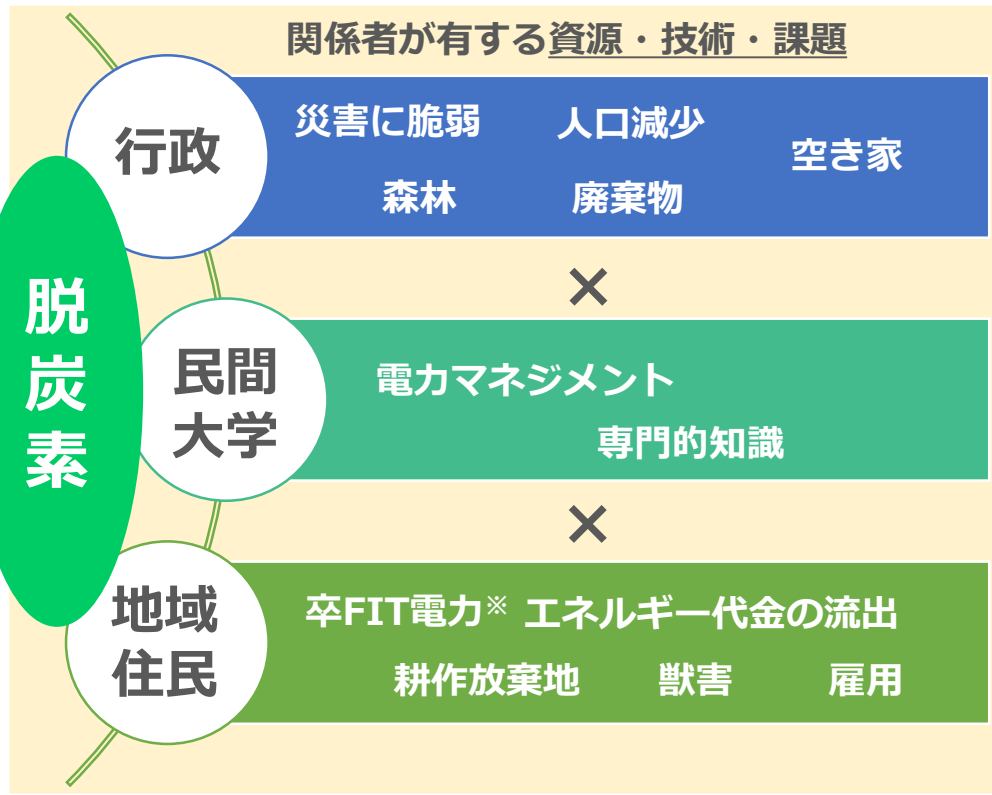 関係者が有する資源・技術・課題
行政
災害に脆弱 人口減少 空き家
森林 廃棄物
×
脱炭素
民間
大学
電力マネジメント
専門的知識
×
地域
住民
卒FIT電力※ エネルギー代金の流出
耕作放棄地 獣害 雇用